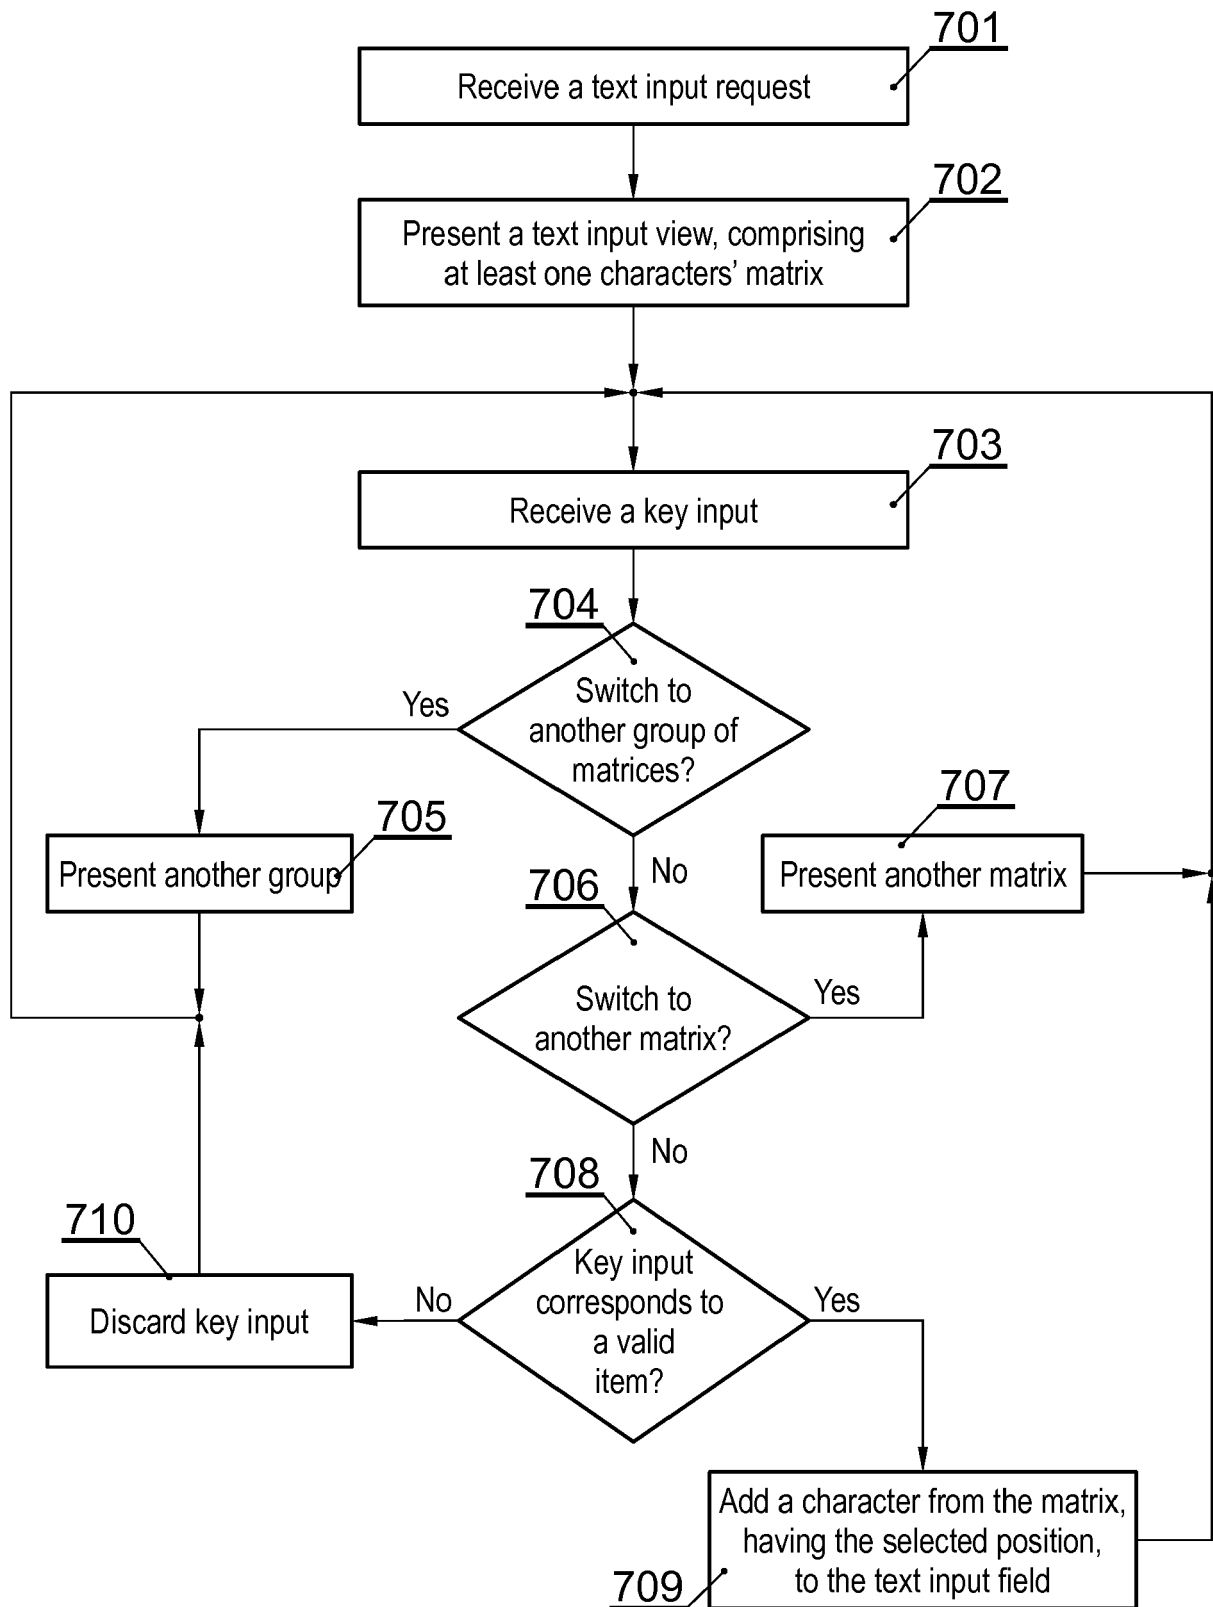 701
Receive a text input request
702
Present a text input view, comprising
at least one characters’ matrix
703
Receive a key input
704
Switch to
another group of
matrices?
Yes
No
705
Present another group
707
Present another matrix
706
Switch to
another matrix?
Yes
No
708
Key input
corresponds to
a valid
item?
No
Yes
710
Discard key input
Add a character from the matrix,
having the selected position,
to the text input field
709